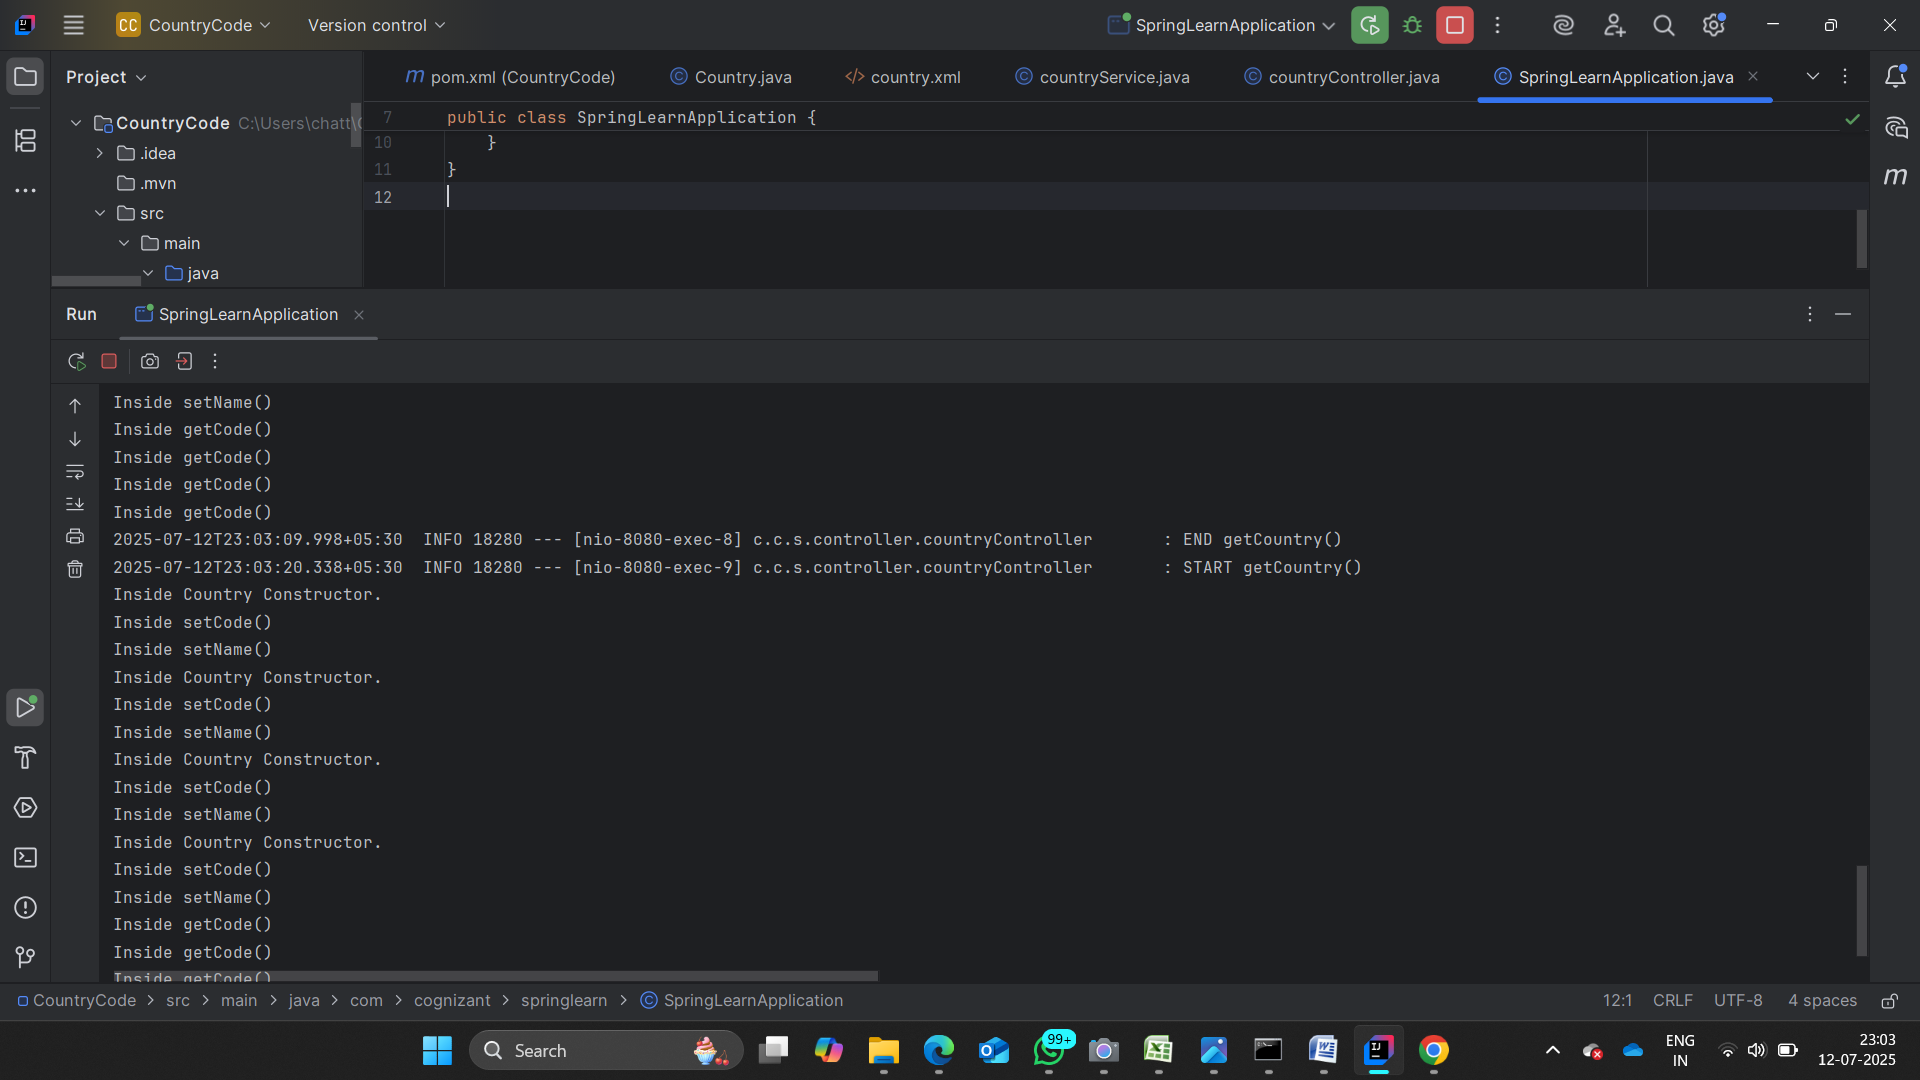 CC CountryCode Version control SpringLearnApplication
Project
pom.xml (CountryCode) Country.java country.xml countryService.java countryController.java SpringLearnApplication.java
CountryCode C:\Users\chatt\
.idea
.mvn
src
main
java
7 public class SpringLearnApplication {
10 }
11 }
12
Run SpringLearnApplication
Inside setName()
Inside getCode()
Inside getCode()
Inside getCode()
Inside getCode()
2025-07-12T23:03:09.998+05:30  INFO 18280 --- [nio-8080-exec-8] c.c.s.controller.countryController       : END getCountry()
2025-07-12T23:03:20.338+05:30  INFO 18280 --- [nio-8080-exec-9] c.c.s.controller.countryController       : START getCountry()
Inside Country Constructor.
Inside setCode()
Inside setName()
Inside Country Constructor.
Inside setCode()
Inside setName()
Inside Country Constructor.
Inside setCode()
Inside setName()
Inside Country Constructor.
Inside setCode()
Inside setName()
Inside getCode()
Inside getCode()
Inside getCode()
CountryCode > src > main > java > com > cognizant > springlearn > SpringLearnApplication 12:1 CRLF UTF-8 4 spaces
Search 99+ ENG 23:03
IN 12-07-2025